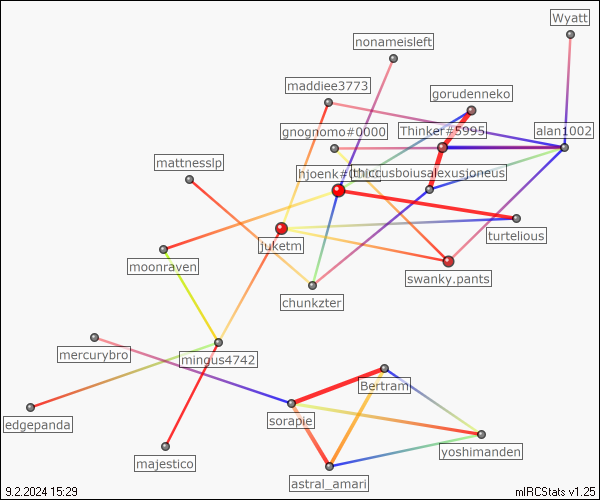 Wyatt
nonameisleft
maddiee3773
gorudenneko
gnognomo#0000
Thinker#5995
alan1002
mattnesslp
hjoenk#
thiccusboiusalexusjoneus
turtelious
juketm
moonraven
swanky.pants
chunkzter
mercurybro
mingus4742
Bertram
edgepanda
sorapie
yoshimanden
majestico
astral_amari
9.2.2024 15:29
mIRCStats v1.25